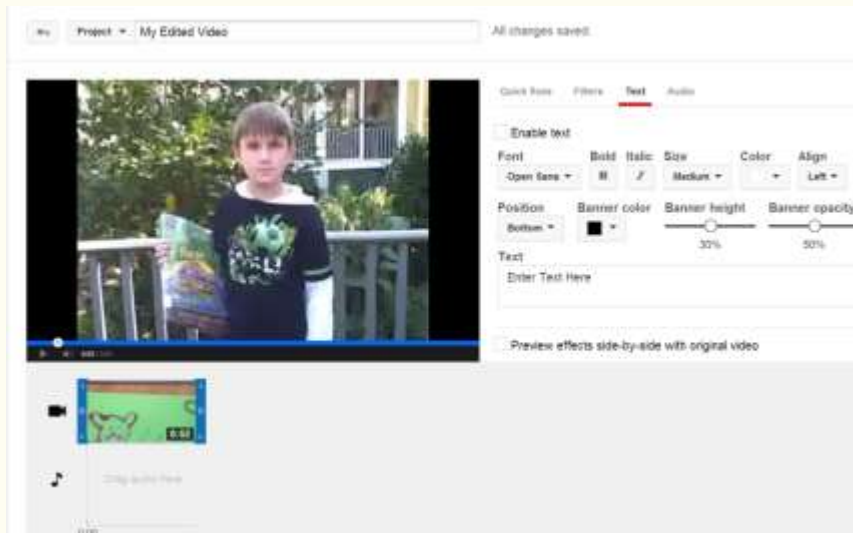 Project My Edited Video All changes saved.
Quick fixes Filters Text Audio
Enable text
Font Bold Italic Size Color Align
Open Sans B I Medium Left
Position Banner color Banner height Banner opacity
Bottom
30% 50%
Text
Enter Text Here
Preview effects side-by-side with original video
Drag audio here
0:00